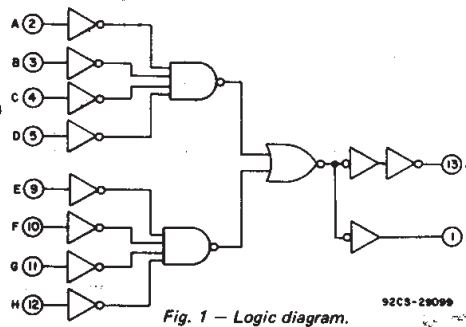 A 2
B 3
C 4
D 5
E 9
F 10
G 11
H 12
13
1
92CS-29099
Fig. 1 — Logic diagram.